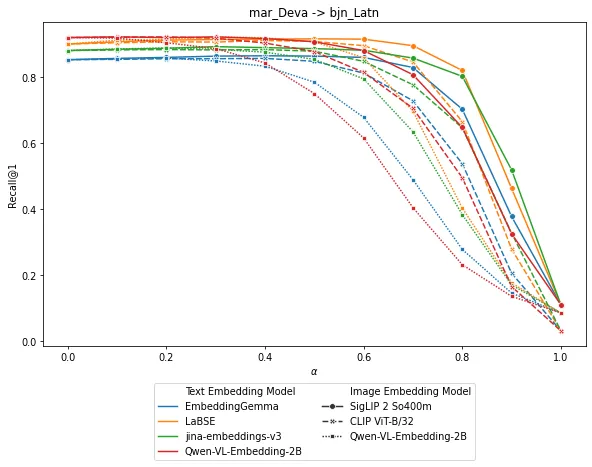 mar_Deva -> bjn_Latn
Recall@1
0.8
0.6
0.4
0.2
0.0
0.0 0.2 0.4 0.6 0.8 1.0
α
Text Embedding Model Image Embedding Model
EmbeddingGemma SigLIP 2 So400m
LaBSE CLIP ViT-B/32
jina-embeddings-v3 Qwen-VL-Embedding-2B
Qwen-VL-Embedding-2B